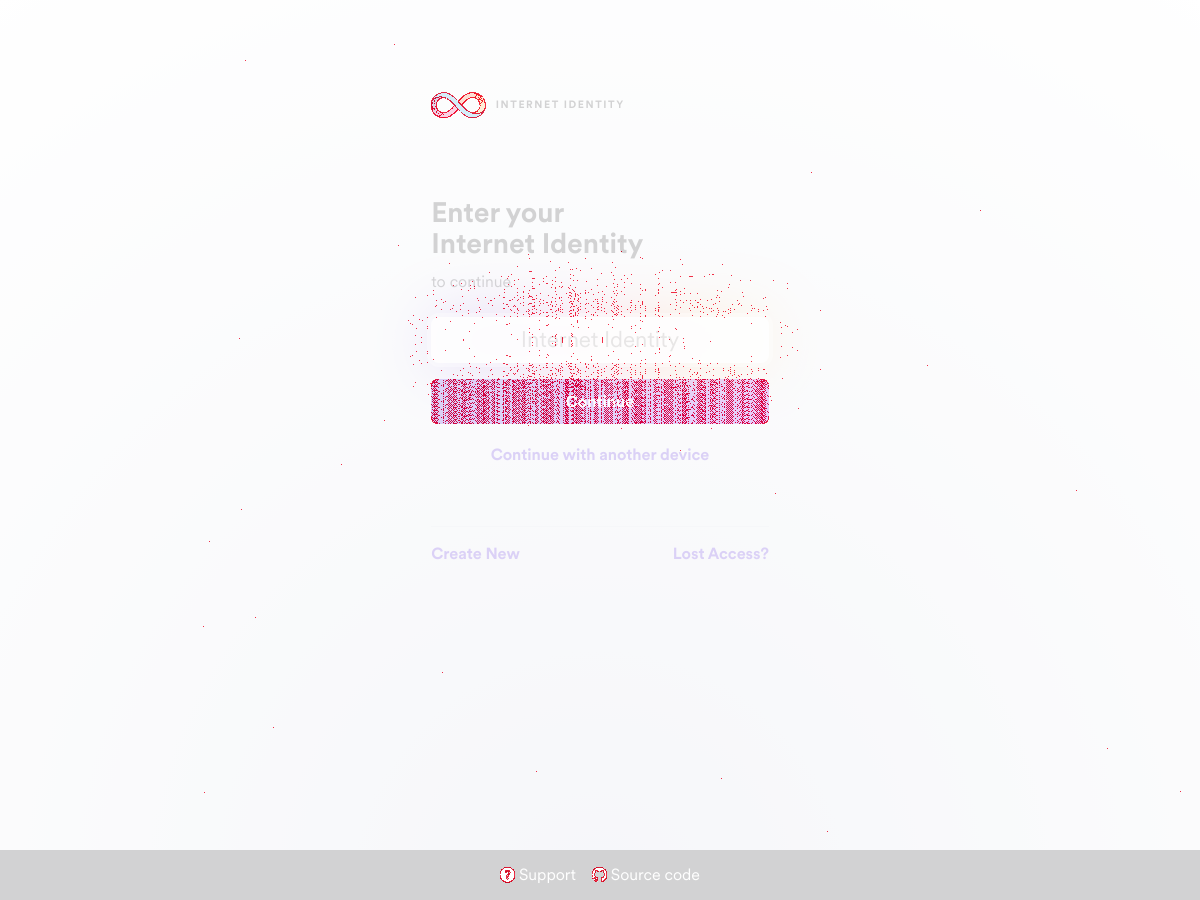 INTERNET IDENTITY
Enter your
Internet Identity
to continue
Internet Identity
Continue
Continue with another device
Create New
Lost Access?
Support
Source code